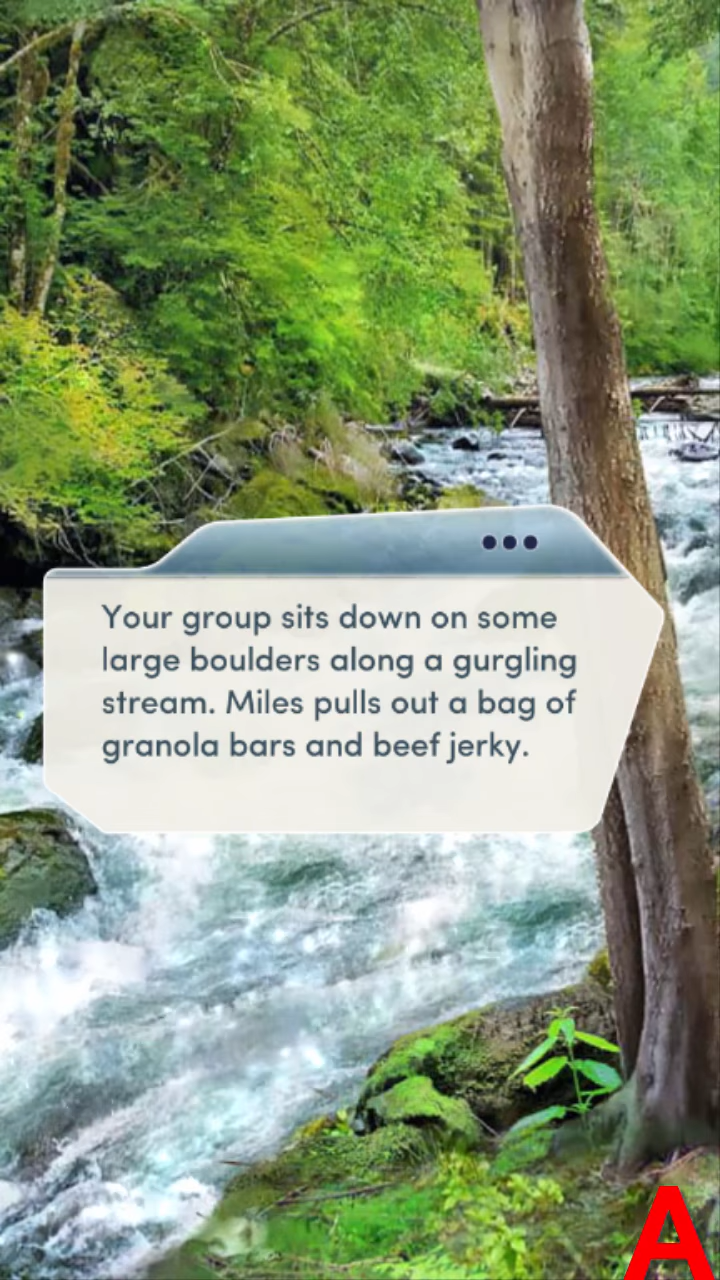 Your group sits down on some
large boulders along a gurgling
stream. Miles pulls out a bag of
granola bars and beef jerky.
A